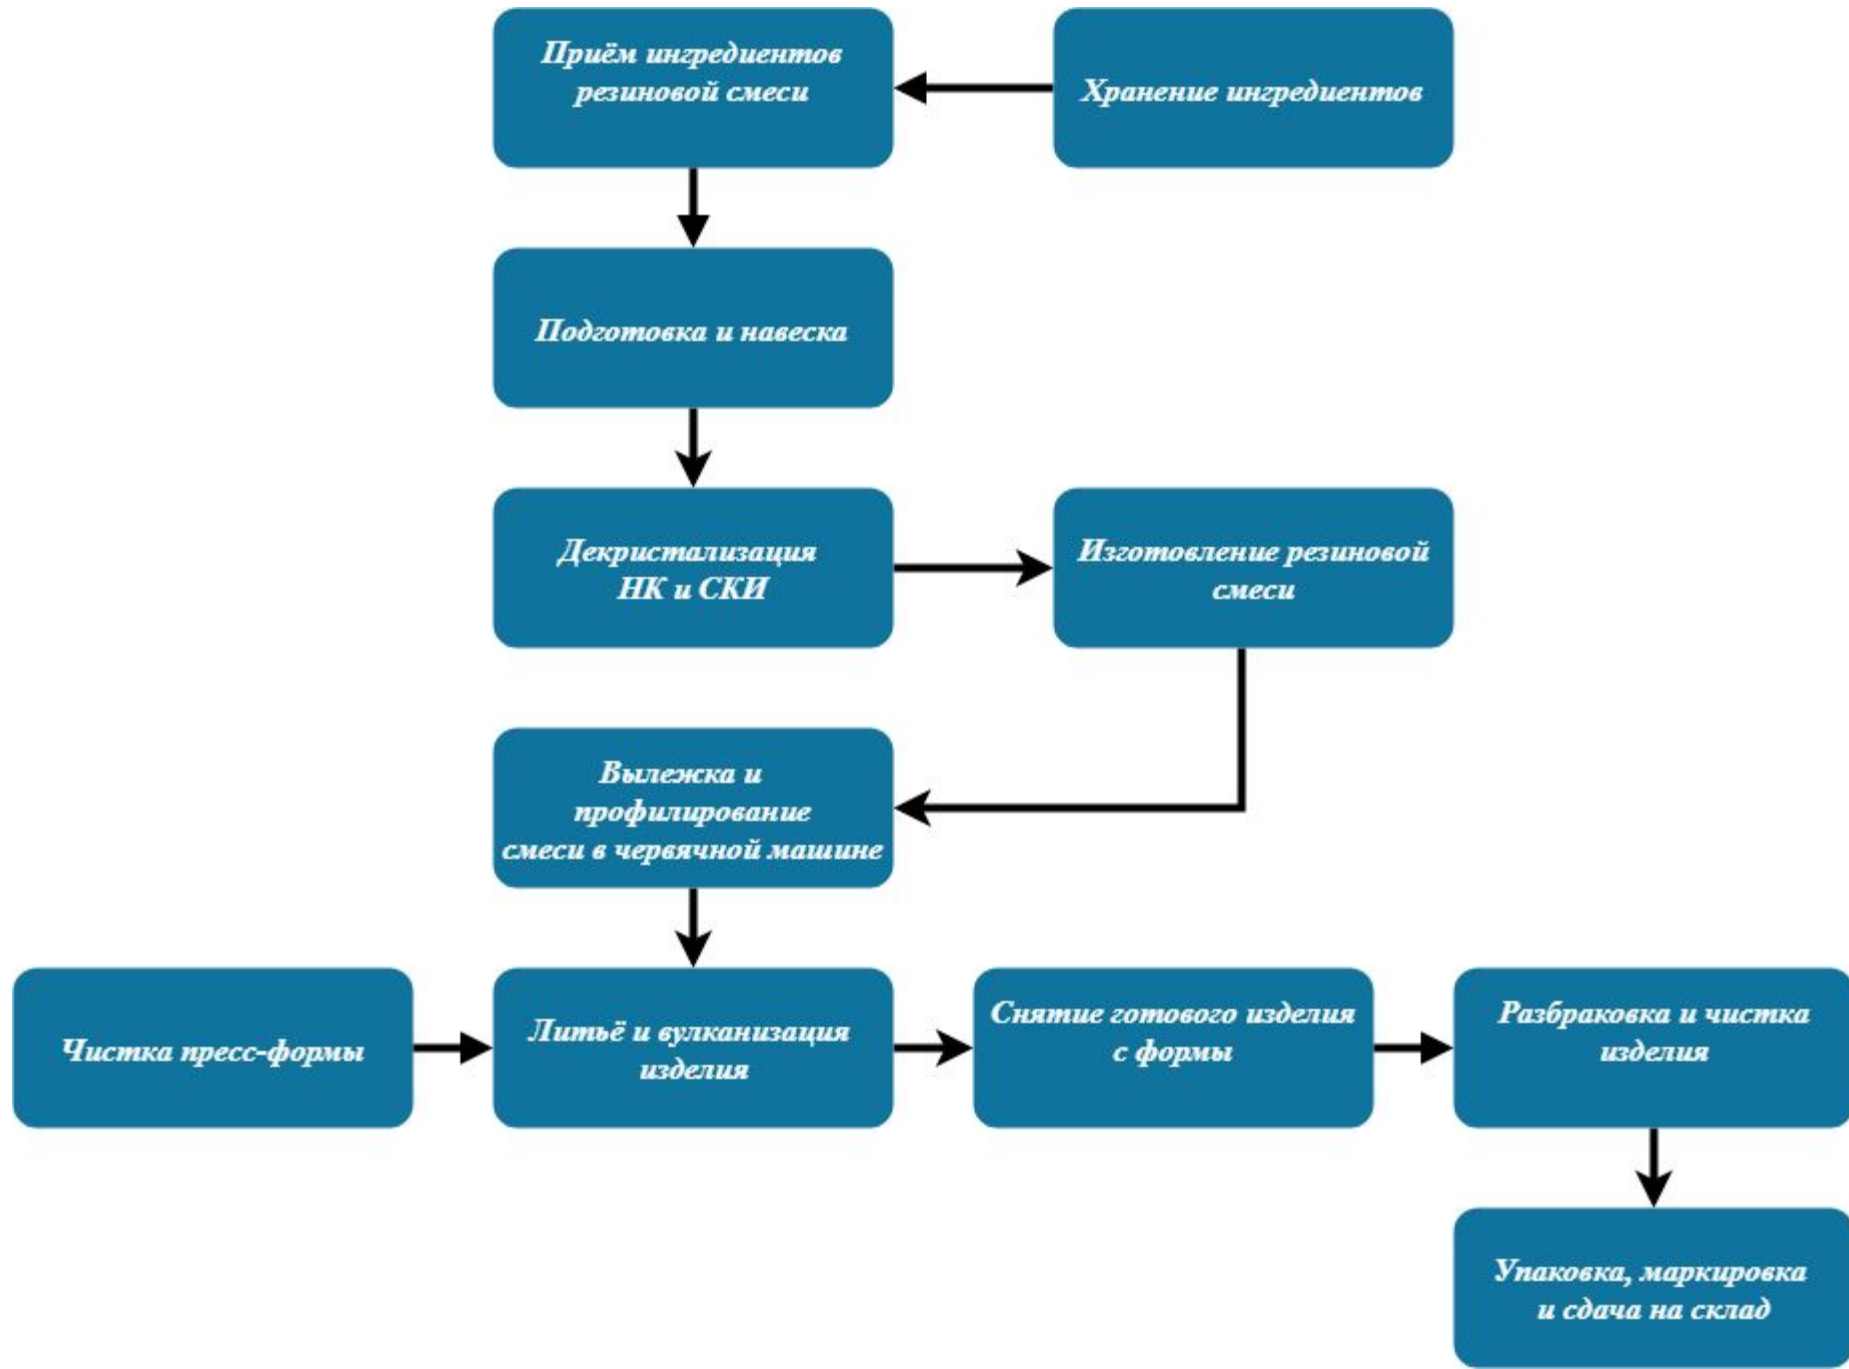 Приём ингредиентов
резиновой смеси
Хранение ингредиентов
Подготовка и навеска
Декристализация
НК и СКИ
Изготовление резиновой
смеси
Вылежка и
профилирование
смеси в червячной машине
Чистка пресс-формы
Литьё и вулканизация
изделия
Снятие готового изделия
с формы
Разбраковка и чистка
изделия
Упаковка, маркировка
и сдача на склад